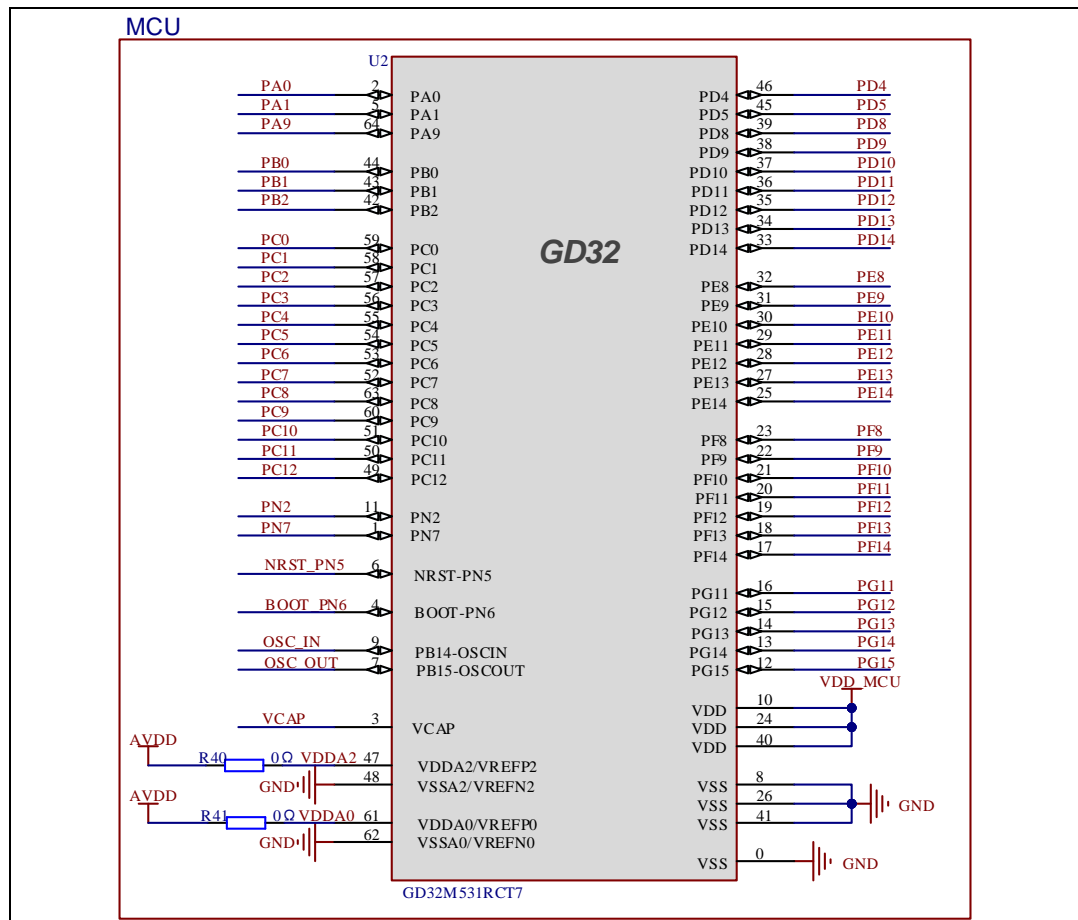 MCU
U2
PA0 2 PA0 PD4 46 PD4
PA1 5 PA1 PD5 45 PD5
PA9 64 PA9 PD8 39 PD8
PD9 38 PD9
PB0 44 PB0 PD10 37 PD10
PB1 43 PB1 PD11 36 PD11
PB2 42 PB2 PD12 35 PD12
PD13 34 PD13
PC0 59 PC0 PD14 33 PD14
GD32
PC1 58 PC1
PC2 57 PC2 PE8 32 PE8
PC3 56 PC3 PE9 31 PE9
PC4 55 PC4 PE10 30 PE10
PC5 54 PC5 PE11 29 PE11
PC6 53 PC6 PE12 28 PE12
PC7 52 PC7 PE13 27 PE13
PC8 63 PC8 PE14 25 PE14
PC9 60 PC9
PC10 51 PC10 PF8 23 PF8
PC11 50 PC11 PF9 22 PF9
PC12 49 PC12 PF10 21 PF10
PF11 20 PF11
PN2 11 PN2 PF12 19 PF12
PN7 1 PN7 PF13 18 PF13
PF14 17 PF14
NRST_PN5 6 NRST-PN5
PG11 16 PG11
BOOT_PN6 4 BOOT-PN6 PG12 15 PG12
PG13 14 PG13
OSC_IN 9 PB14-OSCIN PG14 13 PG14
OSC_OUT 7 PB15-OSCOUT PG15 12 PG15
VDD_MCU
VDD 10
VCAP 3 VCAP VDD 24
VDD 40
AVDD
R40 0Ω VDDA2 47 VDDA2/VREFP2
GND 48 VSSA2/VREFN2 VSS 8
AVDD
VSS 26 GND
R41 0Ω VDDA0 61 VDDA0/VREFP0 VSS 41
GND 62 VSSA0/VREFN0
VSS 0 GND
GD32M531RCT7